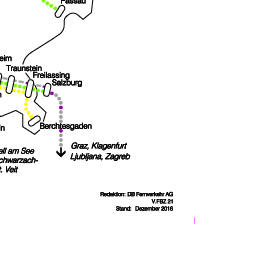 Passau
eim
Traunstein
Freilassing
Salzburg
Berchtesgaden
in
Graz, Klagenfurt
Ljubljana, Zagreb
ell am See
chwarzach-
t. Veit
Redaktion: DB Fernverkehr AG
V.FBZ 21
Stand: Dezember 2016